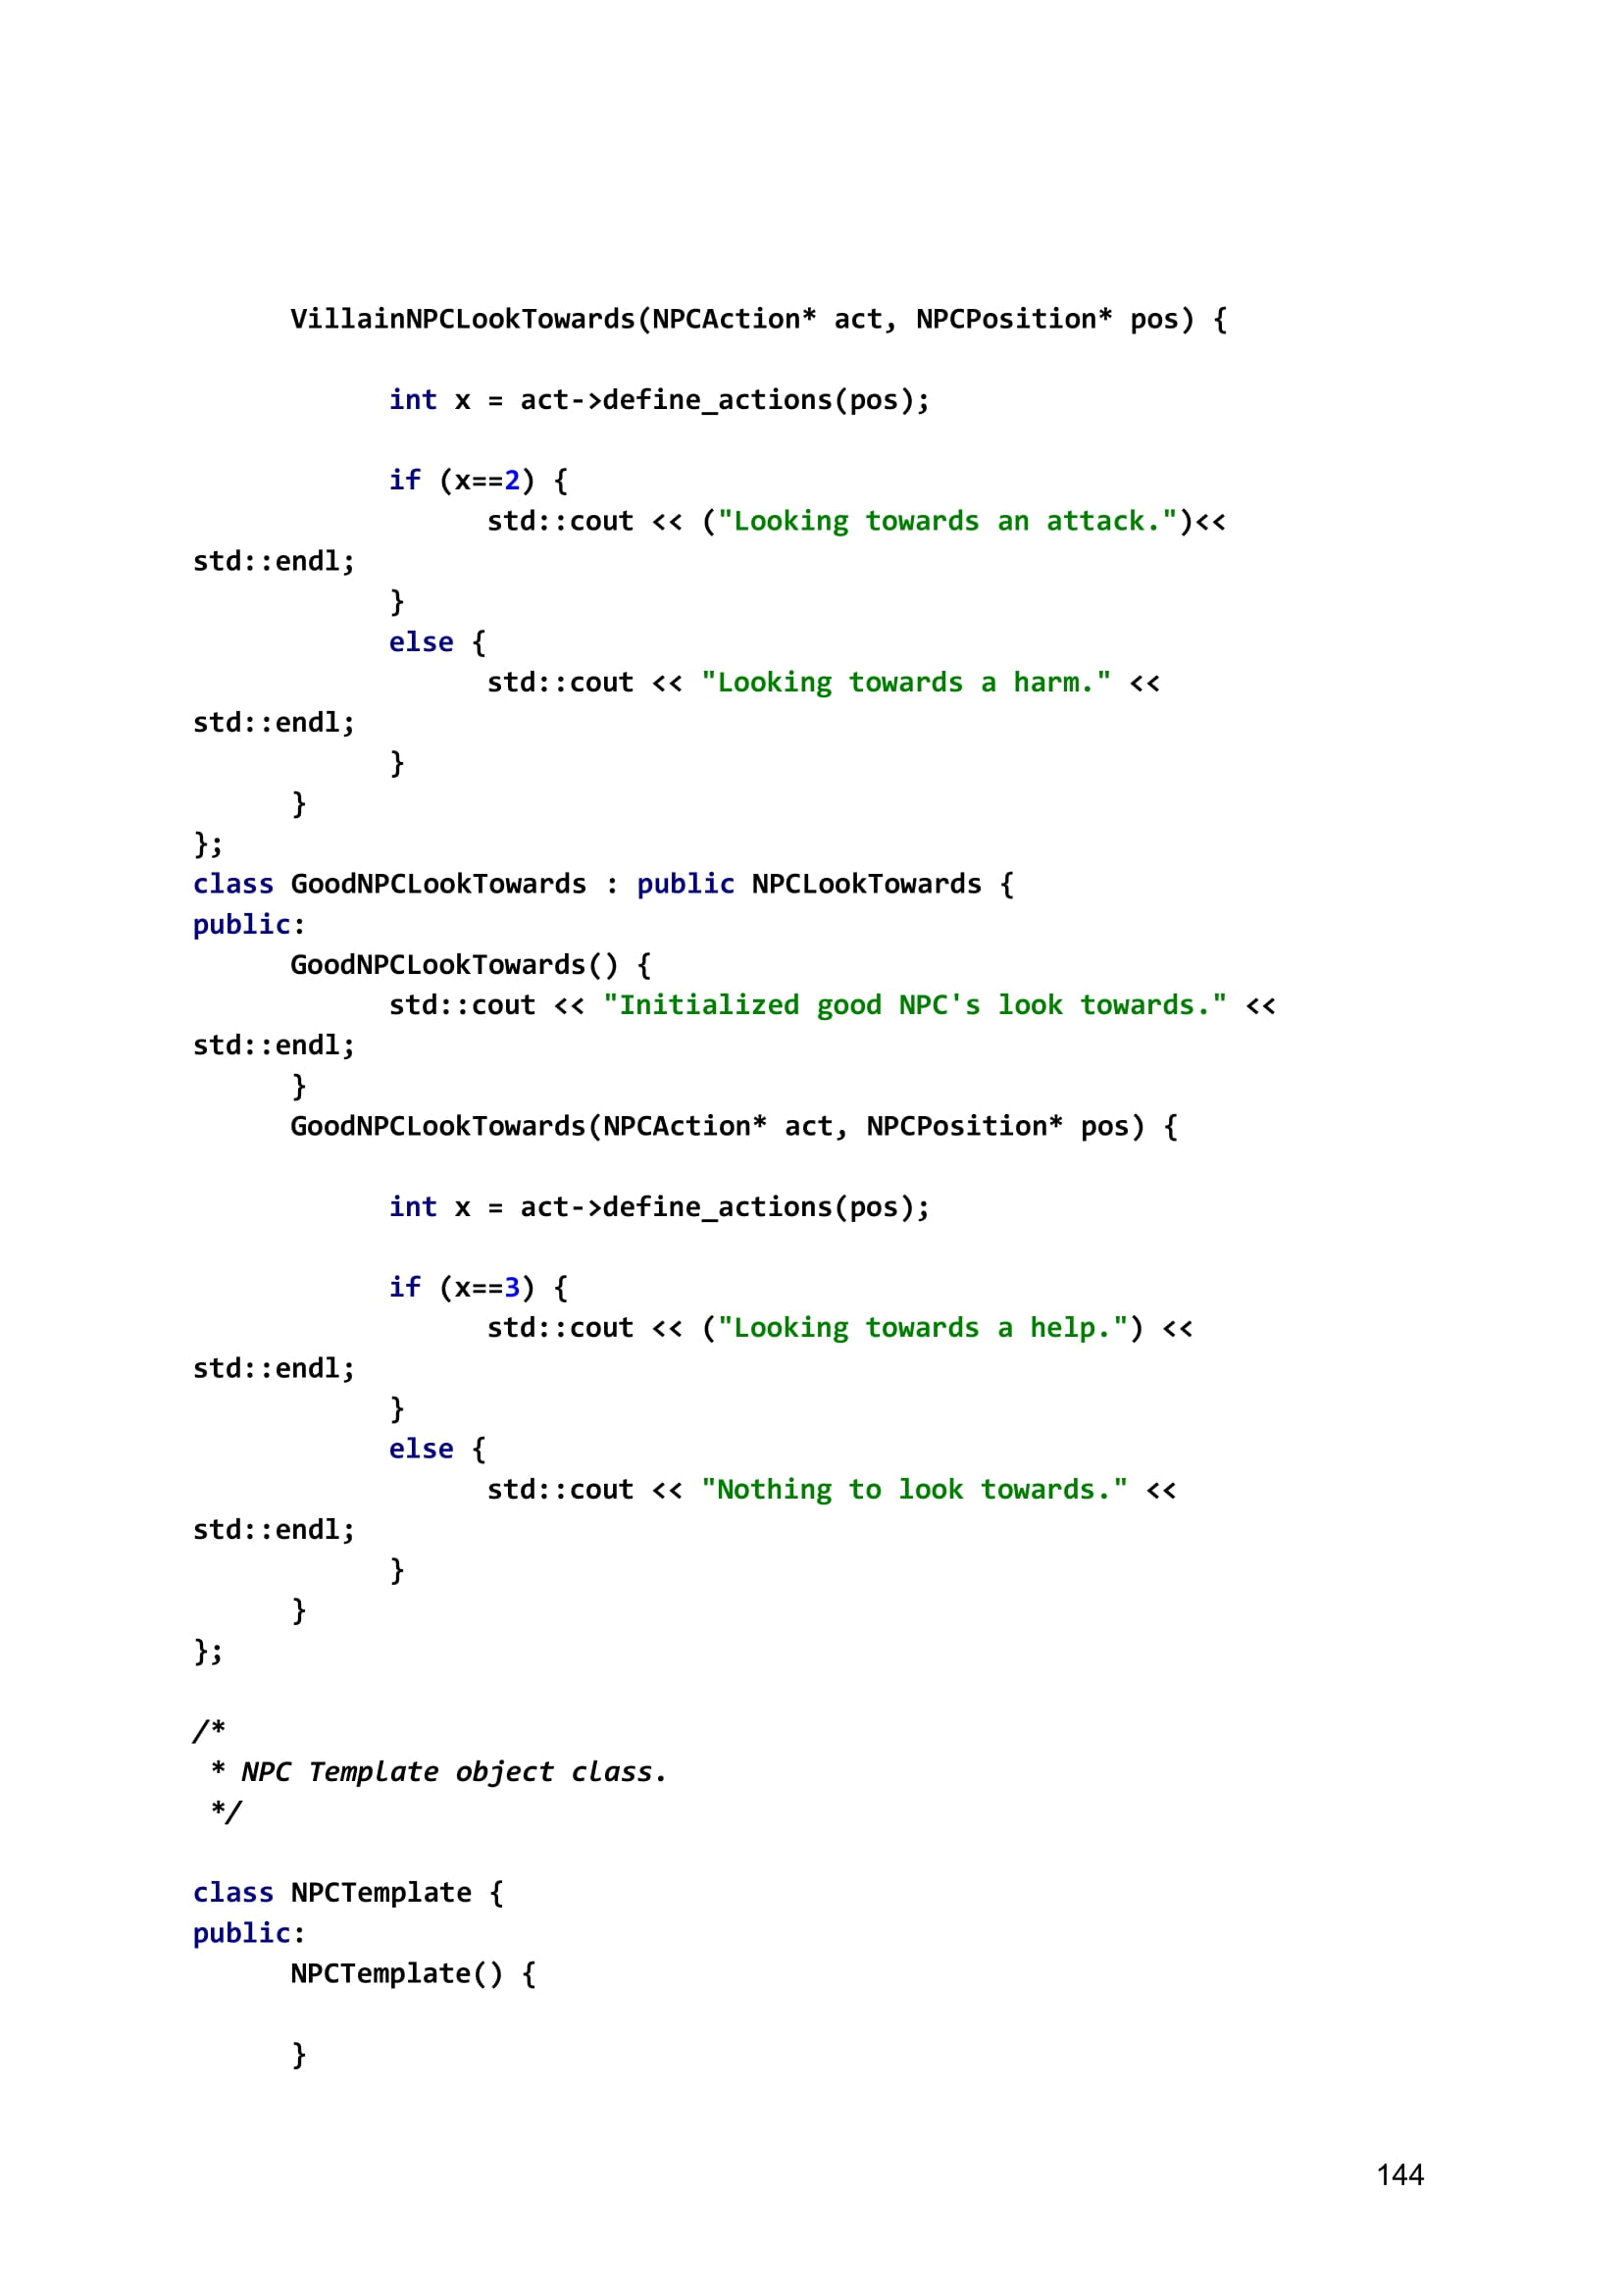 VillainNPCLookTowards(NPCAction* act, NPCPosition* pos) {
int x = act->define_actions(pos);
if (x==2) {
std::cout << ("Looking towards an attack.")<<
std::endl;
}
else {
std::cout << "Looking towards a harm." <<
std::endl;
}
}
};
class GoodNPCLookTowards : public NPCLookTowards {
public:
GoodNPCLookTowards() {
std::cout << "Initialized good NPC's look towards." <<
std::endl;
}
GoodNPCLookTowards(NPCAction* act, NPCPosition* pos) {
int x = act->define_actions(pos);
if (x==3) {
std::cout << ("Looking towards a help.") <<
std::endl;
}
else {
std::cout << "Nothing to look towards." <<
std::endl;
}
}
};
/*
* NPC Template object class.
*/
class NPCTemplate {
public:
NPCTemplate() {
}
144